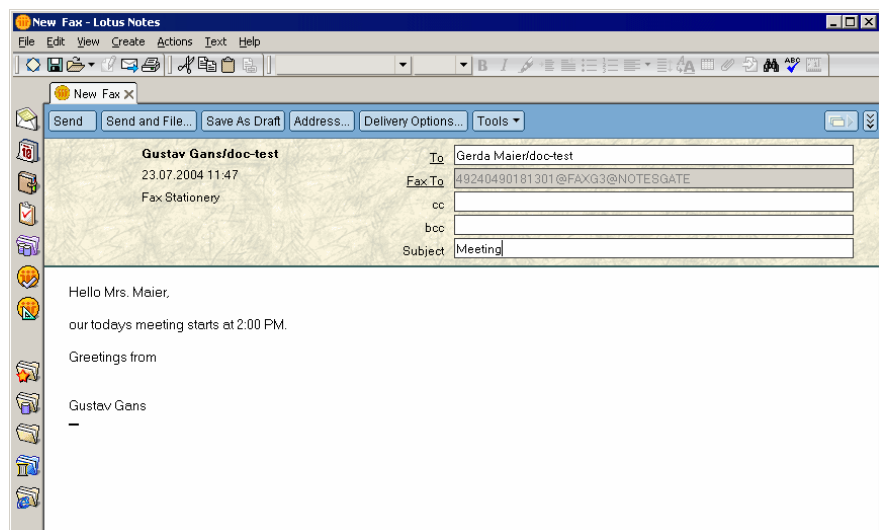 New Fax - Lotus Notes
File Edit View Create Actions Text Help
B I
ABC
New Fax
Send Send and File... Save As Draft Address... Delivery Options... Tools
Gustav Gans/doc-test
23.07.2004 11:47
Fax Stationery
To Gerda Maier/doc-test
Fax To 49240490181301@FAXG3@NOTESGATE
cc
bcc
Subject Meeting
Hello Mrs. Maier,
our todays meeting starts at 2:00 PM.
Greetings from
Gustav Gans